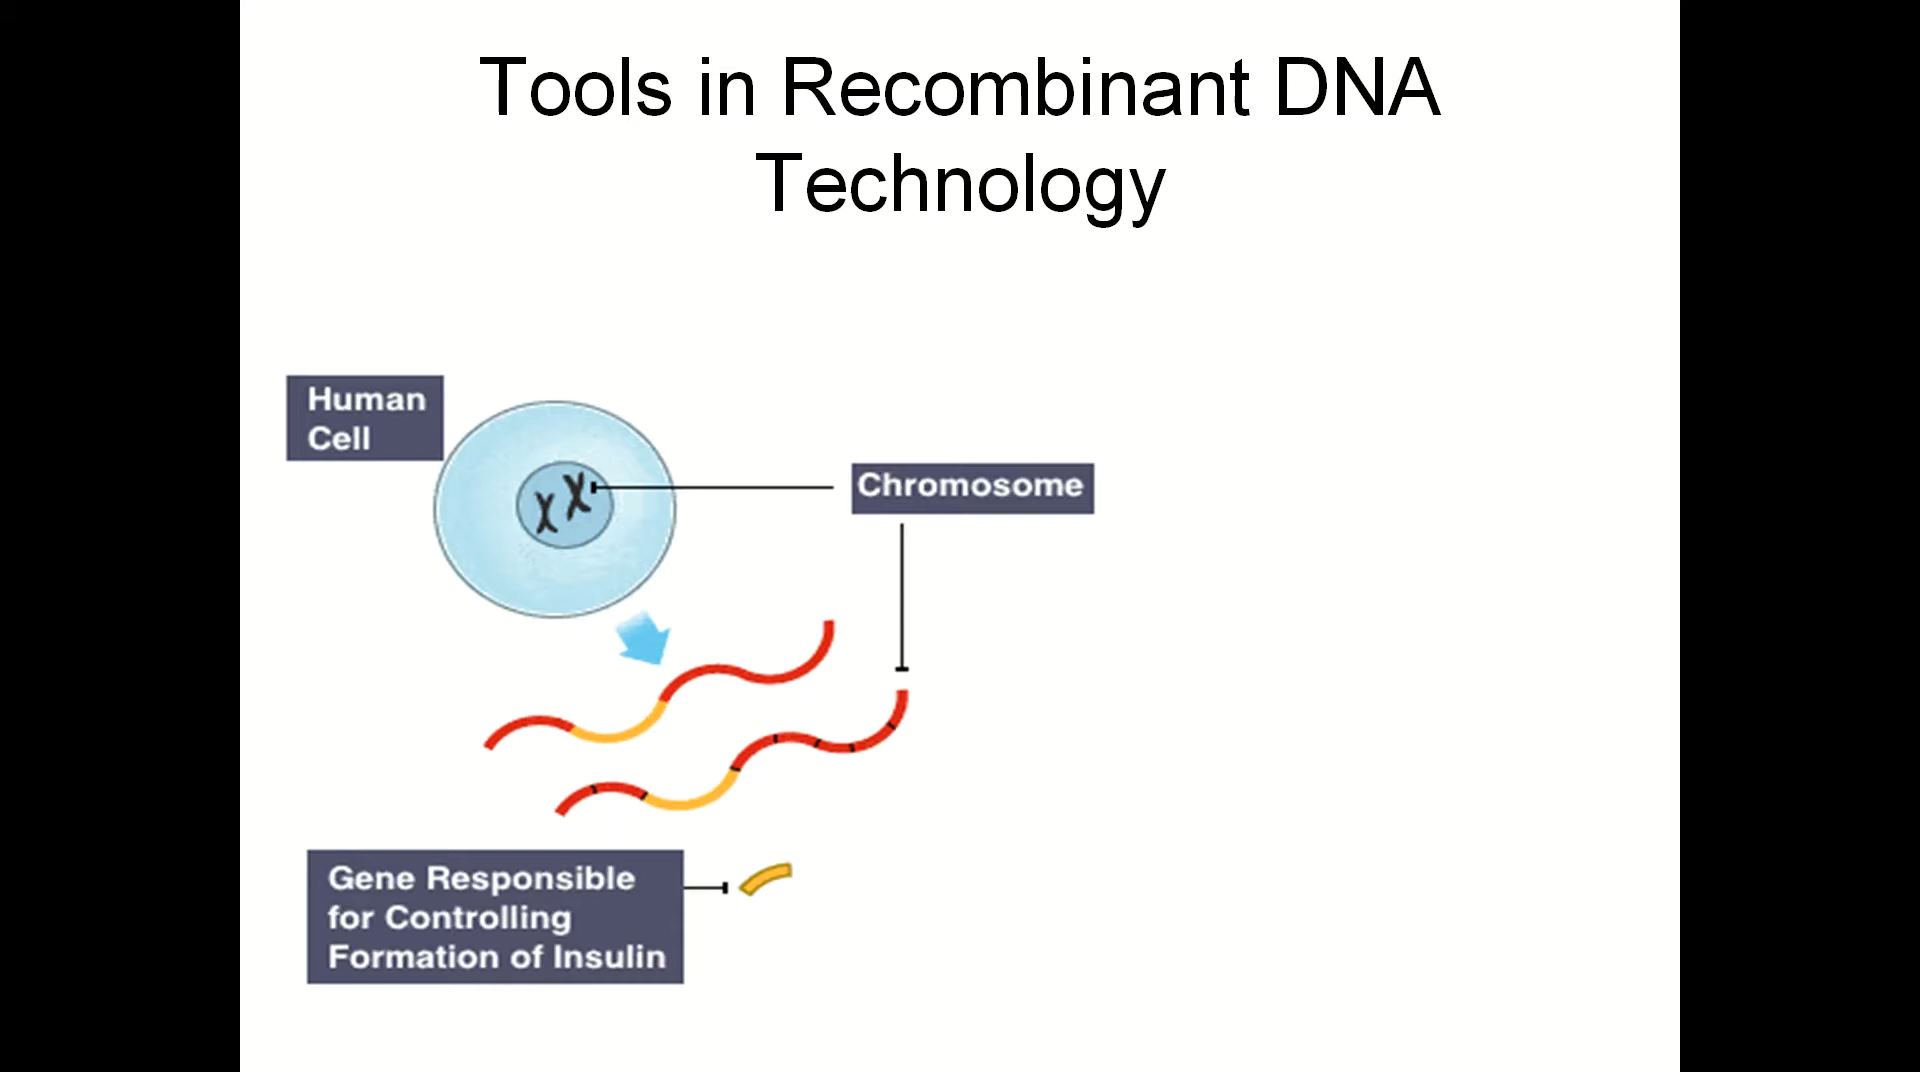 Tools in Recombinant DNA
Technology
Human
Cell
Chromosome
Gene Responsible
for Controlling
Formation of Insulin